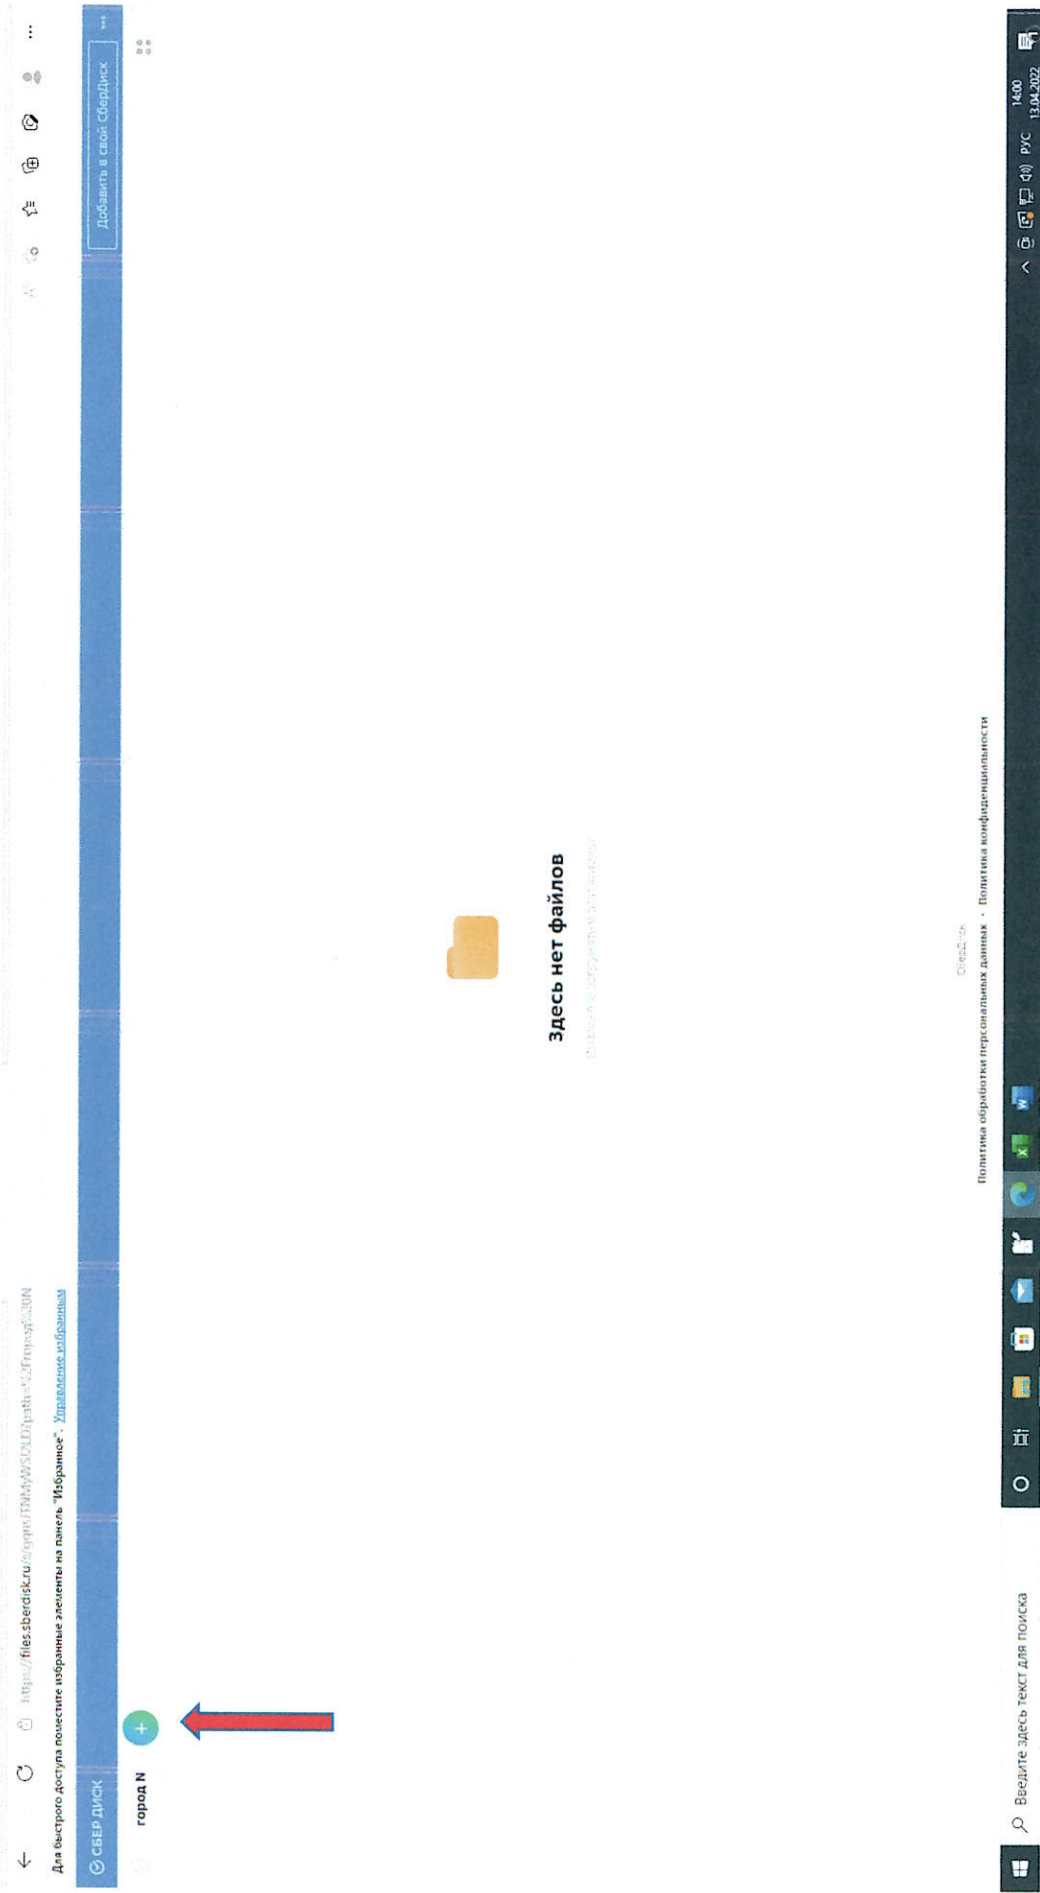 https://files.sberdisk.ru/s/
Для быстрого доступа поместите избранные элементы на панель "Избранное". Управление избранным
СБЕР ДИСК
Добавить в свой СберДиск
город N
Здесь нет файлов
СберДиск
Политика обработки персональных данных · Политика конфиденциальности
Введите здесь текст для поиска
РУС
14:00
13.04.2022